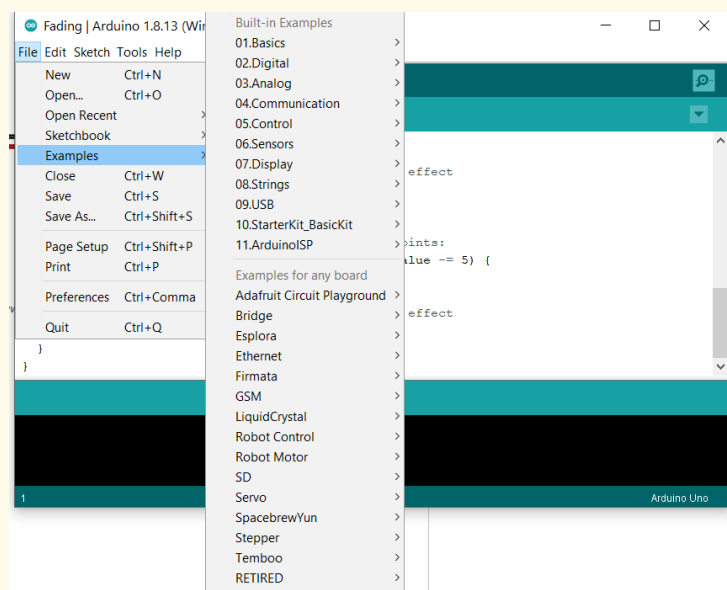 Fading | Arduino 1.8.13 (Wi
File Edit Sketch Tools Help
New Ctrl+N
Open... Ctrl+O
Open Recent
Sketchbook
Examples
Close Ctrl+W
Save Ctrl+S
Save As... Ctrl+Shift+S
Page Setup Ctrl+Shift+P
Print Ctrl+P
Preferences Ctrl+Comma
Quit Ctrl+Q
Built-in Examples
01.Basics
02.Digital
03.Analog
04.Communication
05.Control
06.Sensors
07.Display
08.Strings
09.USB
10.StarterKit_BasicKit
11.ArduinoISP
Examples for any board
Adafruit Circuit Playground
Bridge
Esplora
Ethernet
Firmata
GSM
LiquidCrystal
Robot Control
Robot Motor
SD
Servo
SpacebrewYun
Stepper
Temboo
RETIRED
effect
oints:
alue -= 5) {
effect
}
}
1
Arduino Uno